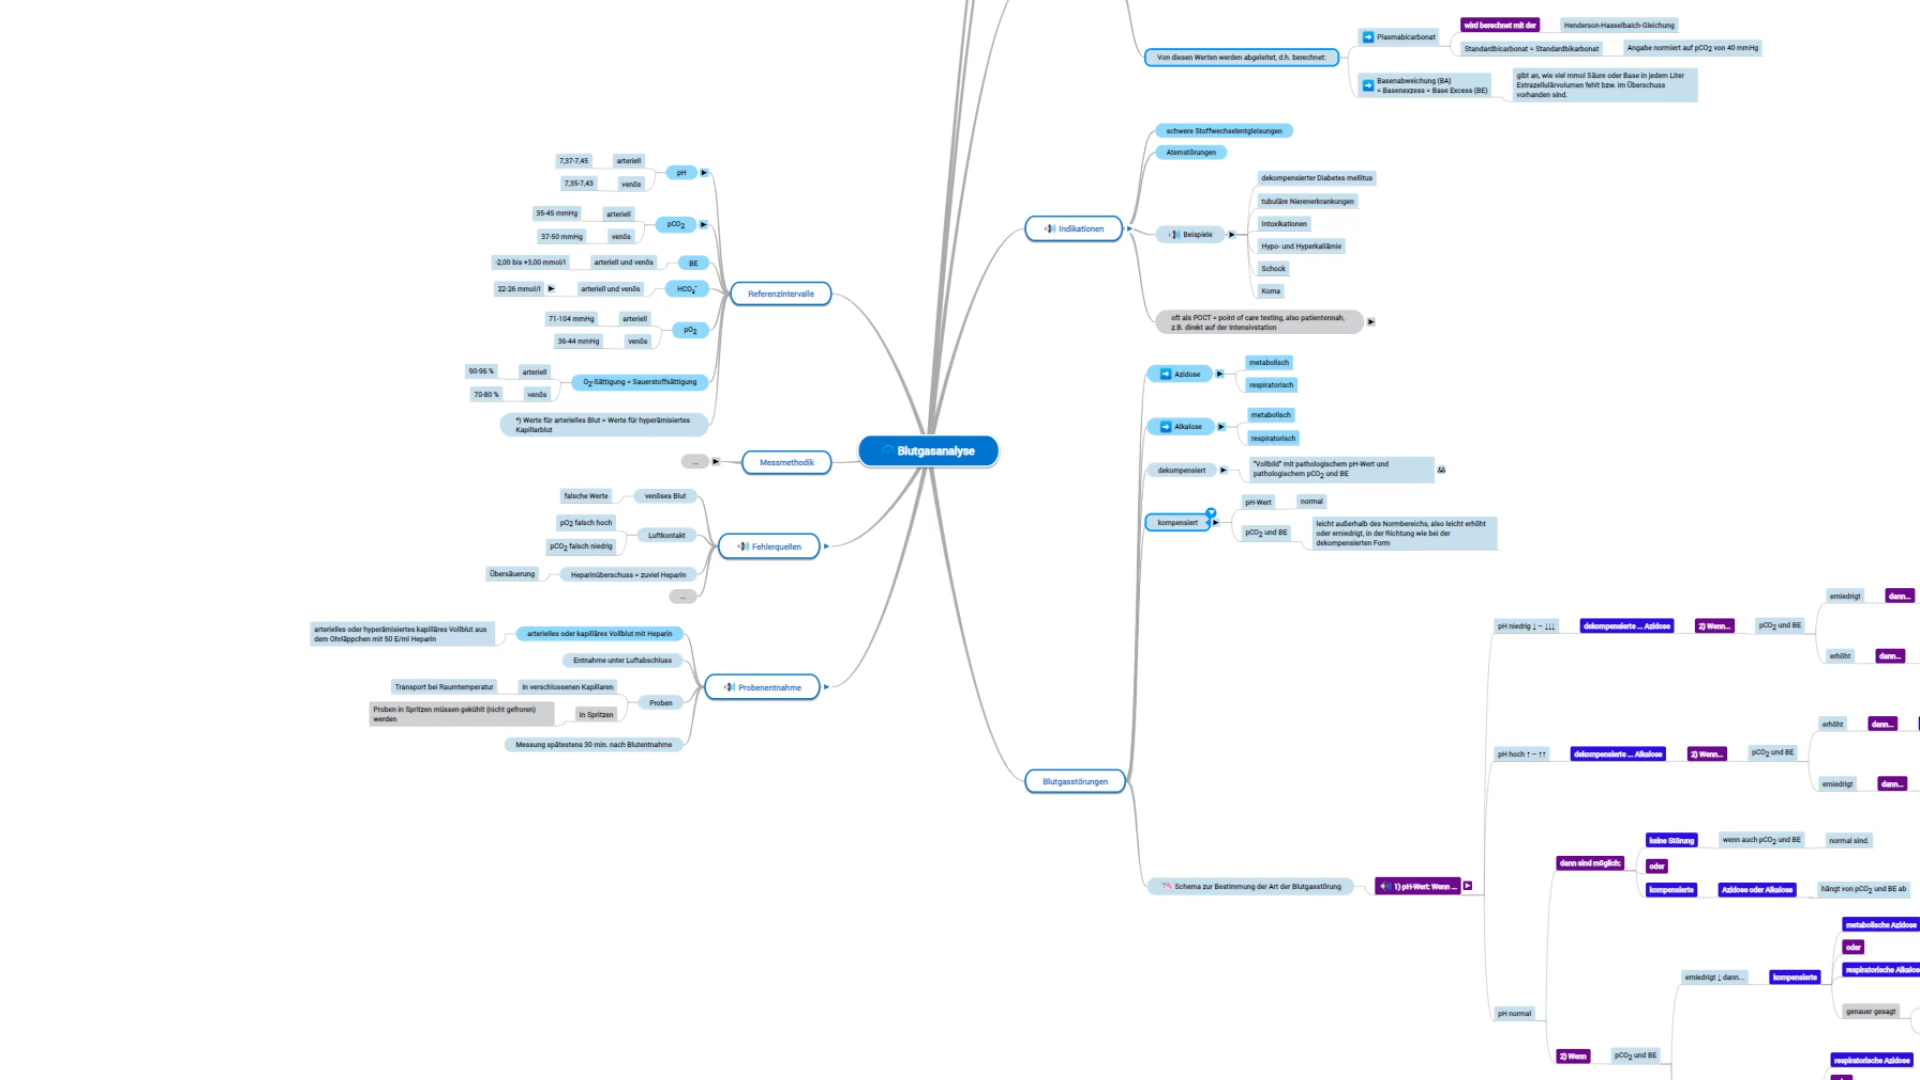 Blutgasanalyse
Von diesen Werten werden abgeleitet, d.h. berechnet:
Plasmabicarbonat
wird berechnet mit der
Henderson-Hasselbalch-Gleichung
Standardbicarbonat = Standardbikarbonat
Angabe normiert auf pCO2 von 40 mmHg
Basenabweichung (BA)
= Basenexzess = Base Excess (BE)
gibt an, wie viel mmol Säure oder Base in jedem Liter
Extrazellulärvolumen fehlt bzw. im Überschuss
vorhanden sind.
Indikationen
schwere Stoffwechselentgleisungen
Atemstörungen
Beispiele
dekompensierter Diabetes mellitus
tubuläre Nierenerkrankungen
Intoxikationen
Hypo- und Hyperkaliämie
Schock
Koma
oft als POCT = point of care testing, also patientennah,
z.B. direkt auf der Intensivstation
Blutgasstörungen
Azidose
metabolisch
respiratorisch
Alkalose
metabolisch
respiratorisch
dekompensiert
"Vollbild" mit pathologischem pH-Wert und
pathologischem pCO2 und BE
kompensiert
pH-Wert
normal
pCO2 und BE
leicht außerhalb des Normbereichs, also leicht erhöht
oder erniedrigt, in der Richtung wie bei der
dekompensierten Form
Schema zur Bestimmung der Art der Blutgasstörung
1) pH-Wert: Wenn ...
pH niedrig ↓ – ↓↓↓
dekompensierte ... Azidose
2) Wenn...
pCO2 und BE
erniedrigt
dann...
erhöht
dann...
pH hoch ↑ – ↑↑
dekompensierte ... Alkalose
2) Wenn...
pCO2 und BE
erhöht
dann...
erniedrigt
dann...
pH normal
dann sind möglich:
keine Störung
wenn auch pCO2 und BE
normal sind.
oder
kompensierte
Azidose oder Alkalose
hängt von pCO2 und BE ab
2) Wenn
pCO2 und BE
erniedrigt ↓ dann...
kompensierte
metabolische Azidose
oder
respiratorische Alkalose
genauer gesagt
respiratorische Azidose
Referenzintervalle
pH
arteriell
7,37-7,45
venös
7,35-7,43
pCO2
arteriell
35-45 mmHg
venös
37-50 mmHg
BE
arteriell und venös
-2,00 bis +3,00 mmol/l
HCO3-
arteriell und venös
22-26 mmol/l
pO2
arteriell
71-104 mmHg
venös
36-44 mmHg
O2-Sättigung = Sauerstoffsättigung
arteriell
90-96 %
venös
70-80 %
*) Werte für arterielles Blut = Werte für hyperämisiertes
Kapillarblut
Messmethodik
...
Fehlerquellen
venöses Blut
falsche Werte
Luftkontakt
pO2 falsch hoch
pCO2 falsch niedrig
Heparinüberschuss = zuviel Heparin
Übersäuerung
...
Probenentnahme
arterielles oder kapilläres Vollblut mit Heparin
arterielles oder hyperämisiertes kapilläres Vollblut aus
dem Ohrläppchen mit 50 E/ml Heparin
Entnahme unter Luftabschluss
Proben
in verschlossenen Kapillaren
Transport bei Raumtemperatur
in Spritzen
Proben in Spritzen müssen gekühlt (nicht gefroren)
werden
Messung spätestens 30 min. nach Blutentnahme